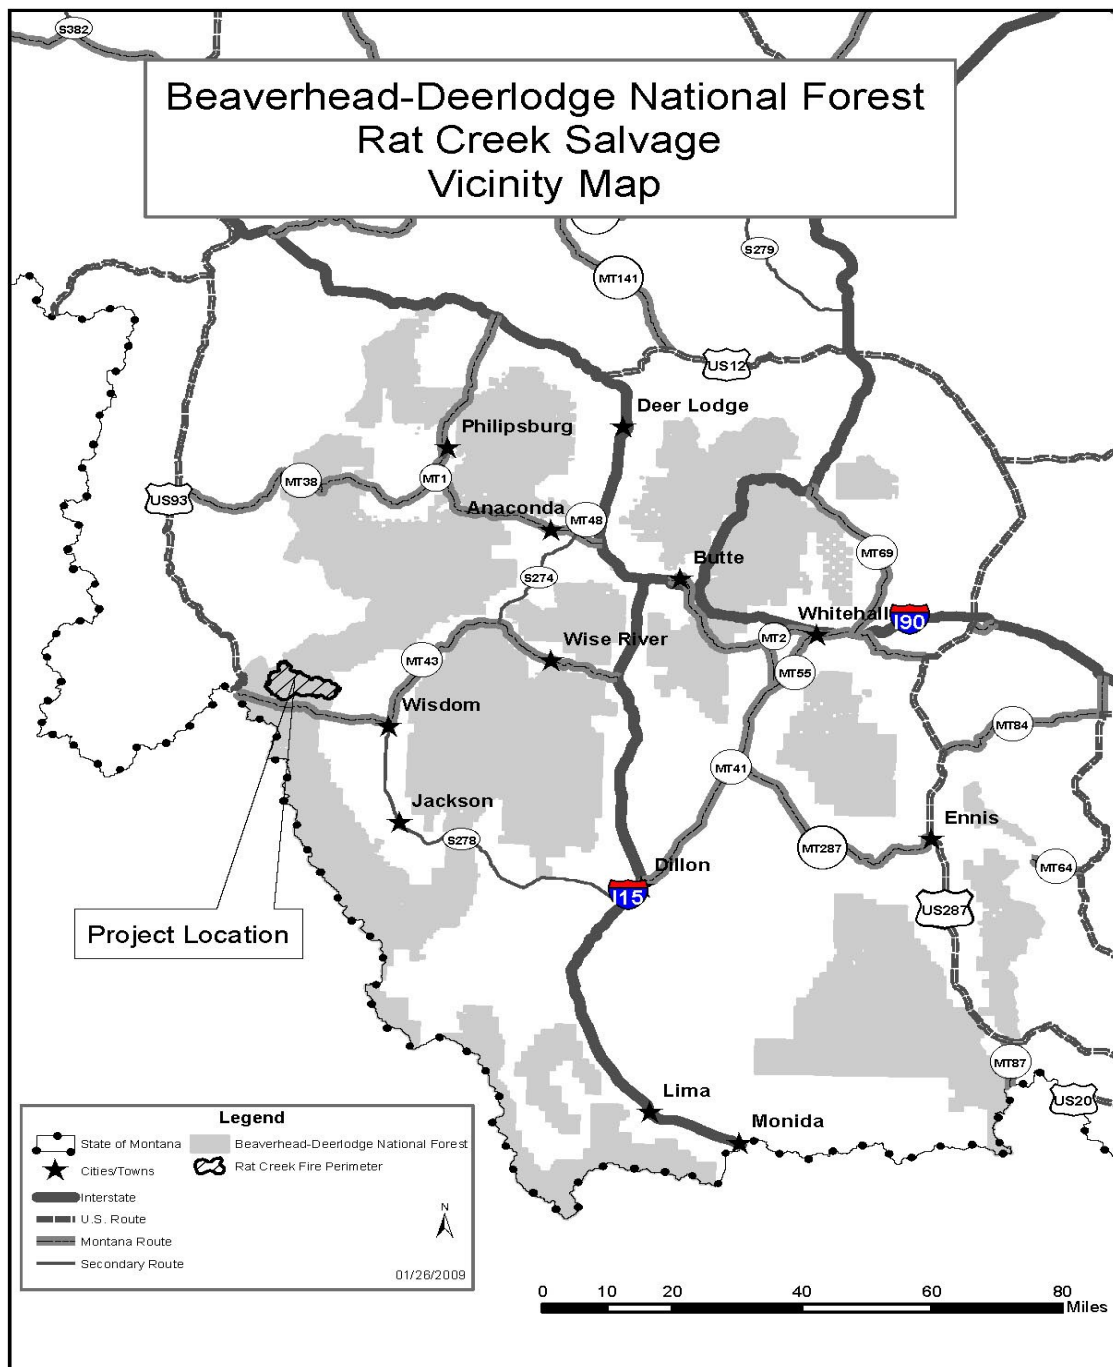 S382
Beaverhead-Deerlodge National Forest
Rat Creek Salvage
Vicinity Map
S279
MT141
US12
Deer Lodge
Philipsburg
MT1
MT38
US93
Anaconda
MT48
S274
Butte
MT69
Whitehall
I90
MT2
Wise River
MT43
MT55
Wisdom
MT84
MT41
Jackson
S278
Ennis
MT287
MT64
Dillon
I15
US287
Project Location
MT87
US20
Lima
Monida
Legend
State of Montana
Beaverhead-Deerlodge National Forest
Cities/Towns
Rat Creek Fire Perimeter
Interstate
U.S. Route
Montana Route
Secondary Route
N
01/26/2009
0 10 20 40 60 80
Miles